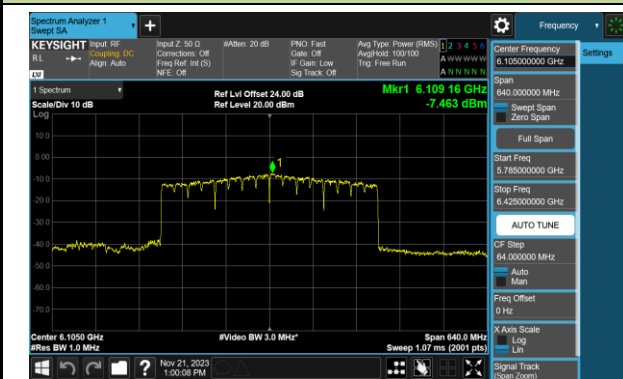 Spectrum Analyzer 1
Swept SA
+
Frequency
KEYSIGHT
R L
LNI
Input: RF
Coupling: DC
Align: Auto
Input Z: 50 Ω
Corrections: Off
Freq Ref: Int (S)
NFE: Off
#Atten: 20 dB
PNO: Fast
Gate: Off
IF Gain: Low
Sig Track: Off
Avg Type: Power (RMS)
Avg|Hold: 100/100
Trig: Free Run
1 2 3 4 5 6
A W W W W W
A N N N N N
Settings
1 Spectrum
Scale/Div 10 dB
Log
Ref Lvl Offset 24.00 dB
Ref Level 20.00 dBm
Mkr1 6.109 16 GHz
-7.463 dBm
10.0
0.00
-10.0
-20.0
-30.0
-40.0
-50.0
-60.0
-70.0
1
Center 6.1050 GHz
#Res BW 1.0 MHz
#Video BW 3.0 MHz*
Span 640.0 MHz
Sweep 1.07 ms (2001 pts)
Center Frequency
6.105000000 GHz
Span
640.000000 MHz
Swept Span
Zero Span
Full Span
Start Freq
5.785000000 GHz
Stop Freq
6.425000000 GHz
AUTO TUNE
CF Step
64.000000 MHz
Auto
Man
Freq Offset
0 Hz
X Axis Scale
Log
Lin
Signal Track
(Span Zoom)
?
Nov 21, 2023
1:00:08 PM